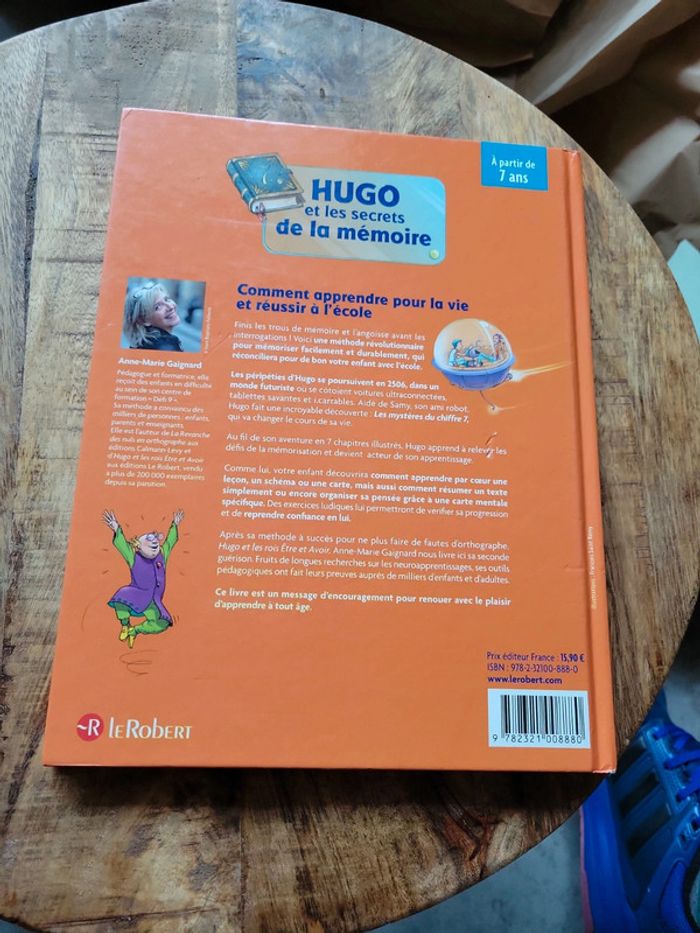 À partir de
7 ans
HUGO
et les secrets
de la mémoire
Comment apprendre pour la vie
et réussir à l'école
Finis les trous de mémoire et l'angoisse avant les
interrogations ! Voici une méthode révolutionnaire
pour mémoriser facilement et durablement, qui
réconciliera pour de bon votre enfant avec l'école.
Les péripéties d'Hugo se poursuivent en 2506, dans un
monde futuriste où se côtoient voitures ultraconnectées,
tablettes savantes et i.carrables. Aidé de Samy, son ami robot,
Hugo fait une incroyable découverte : Les mystères du chiffre 7,
qui va changer le cours de sa vie.
Au fil de son aventure en 7 chapitres illustrés, Hugo apprend à relever les
défis de la mémorisation et devient acteur de son apprentissage.
Comme lui, votre enfant découvrira comment apprendre par cœur une
leçon, un schéma ou une carte, mais aussi comment résumer un texte
simplement ou encore organiser sa pensée grâce à une carte mentale
spécifique. Des exercices ludiques lui permettront de vérifier sa progression
et de reprendre confiance en lui.
Après sa méthode à succès pour ne plus faire de fautes d'orthographe,
Hugo et les rois Être et Avoir, Anne-Marie Gaignard nous livre ici sa seconde
guérison. Fruits de longues recherches sur les neuroapprentissages, ses outils
pédagogiques ont fait leurs preuves auprès de milliers d'enfants et d'adultes.
Ce livre est un message d'encouragement pour renouer avec le plaisir
d'apprendre à tout âge.
Anne-Marie Gaignard
Pédagogue et formatrice, elle
reçoit des enfants en difficulté
au sein de son centre de
formation « Défi 9 ».
Sa méthode a convaincu des
milliers de personnes : enfants,
parents et enseignants.
Elle est l'auteur de La Revanche
des nuls en orthographe aux
éditions Calmann-Lévy et
d'Hugo et les rois Être et Avoir
aux éditions Le Robert, vendu
à plus de 200 000 exemplaires
depuis sa parution.
Illustrations : François Saint Remy
Prix éditeur France : 15,90 €
ISBN : 978-2-32100-888-0
www.lerobert.com
9 782321 008880
~R LE ROBERT